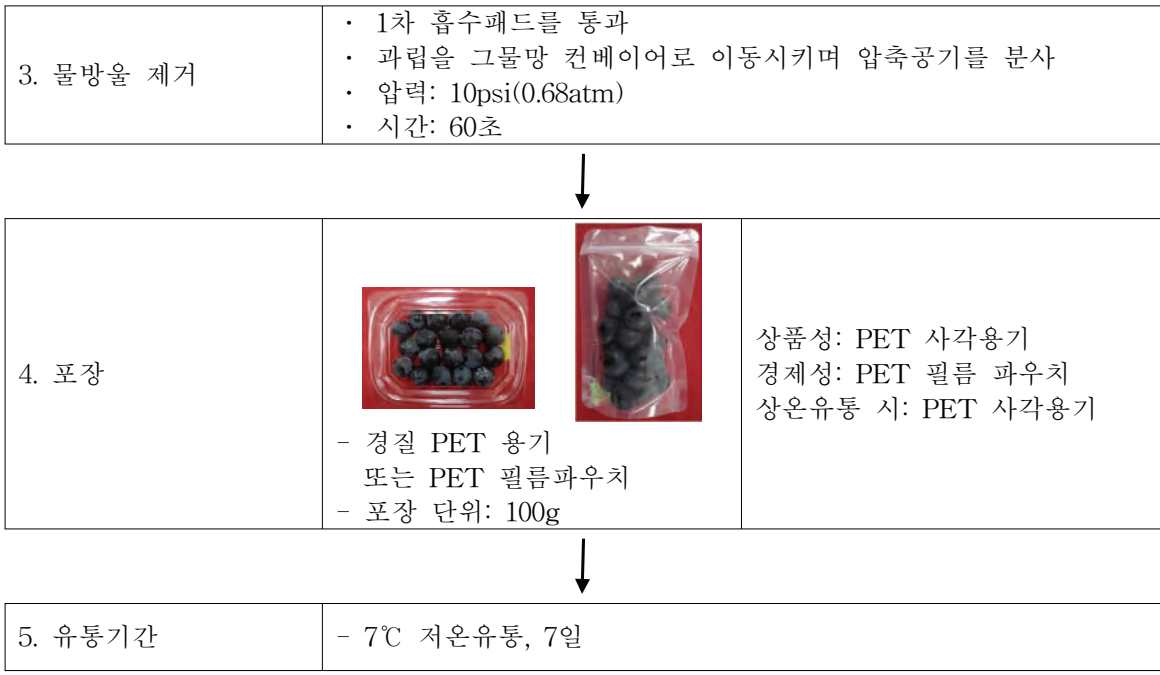 3. 물방울 제거
· 1차 흡수패드를 통과
· 과립을 그물망 컨베이어로 이동시키며 압축공기를 분사
· 압력: 10psi(0.68atm)
· 시간: 60초
4. 포장
- 경질 PET 용기
또는 PET 필름파우치
- 포장 단위: 100g
상품성: PET 사각용기
경제성: PET 필름 파우치
상온유통 시: PET 사각용기
5. 유통기간
- 7℃ 저온유통, 7일